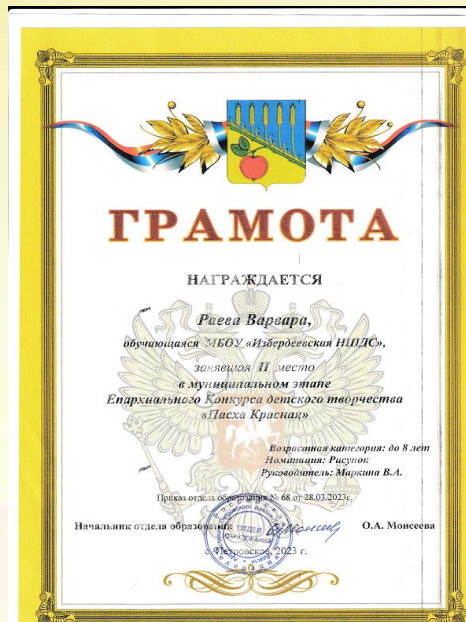 ГРАМОТА
НАГРАЖДАЕТСЯ
Раева Варвара,
обучающаяся МБОУ «Избердеевская НШДС»,
занявшая II место
в муниципальном этапе
Епархиального Конкурса детского творчества
«Пасха Красная»
Возрастная категория: до 8 лет
Номинация: Рисунок
Руководитель: Маркина В.А.
Приказ отдела образования № 68 от 28.03.2023г.
Начальник отдела образования О.А. Моисеева
ОТДЕЛ
ОБРАЗОВАНИЯ
с.Петровское, 2023 г.